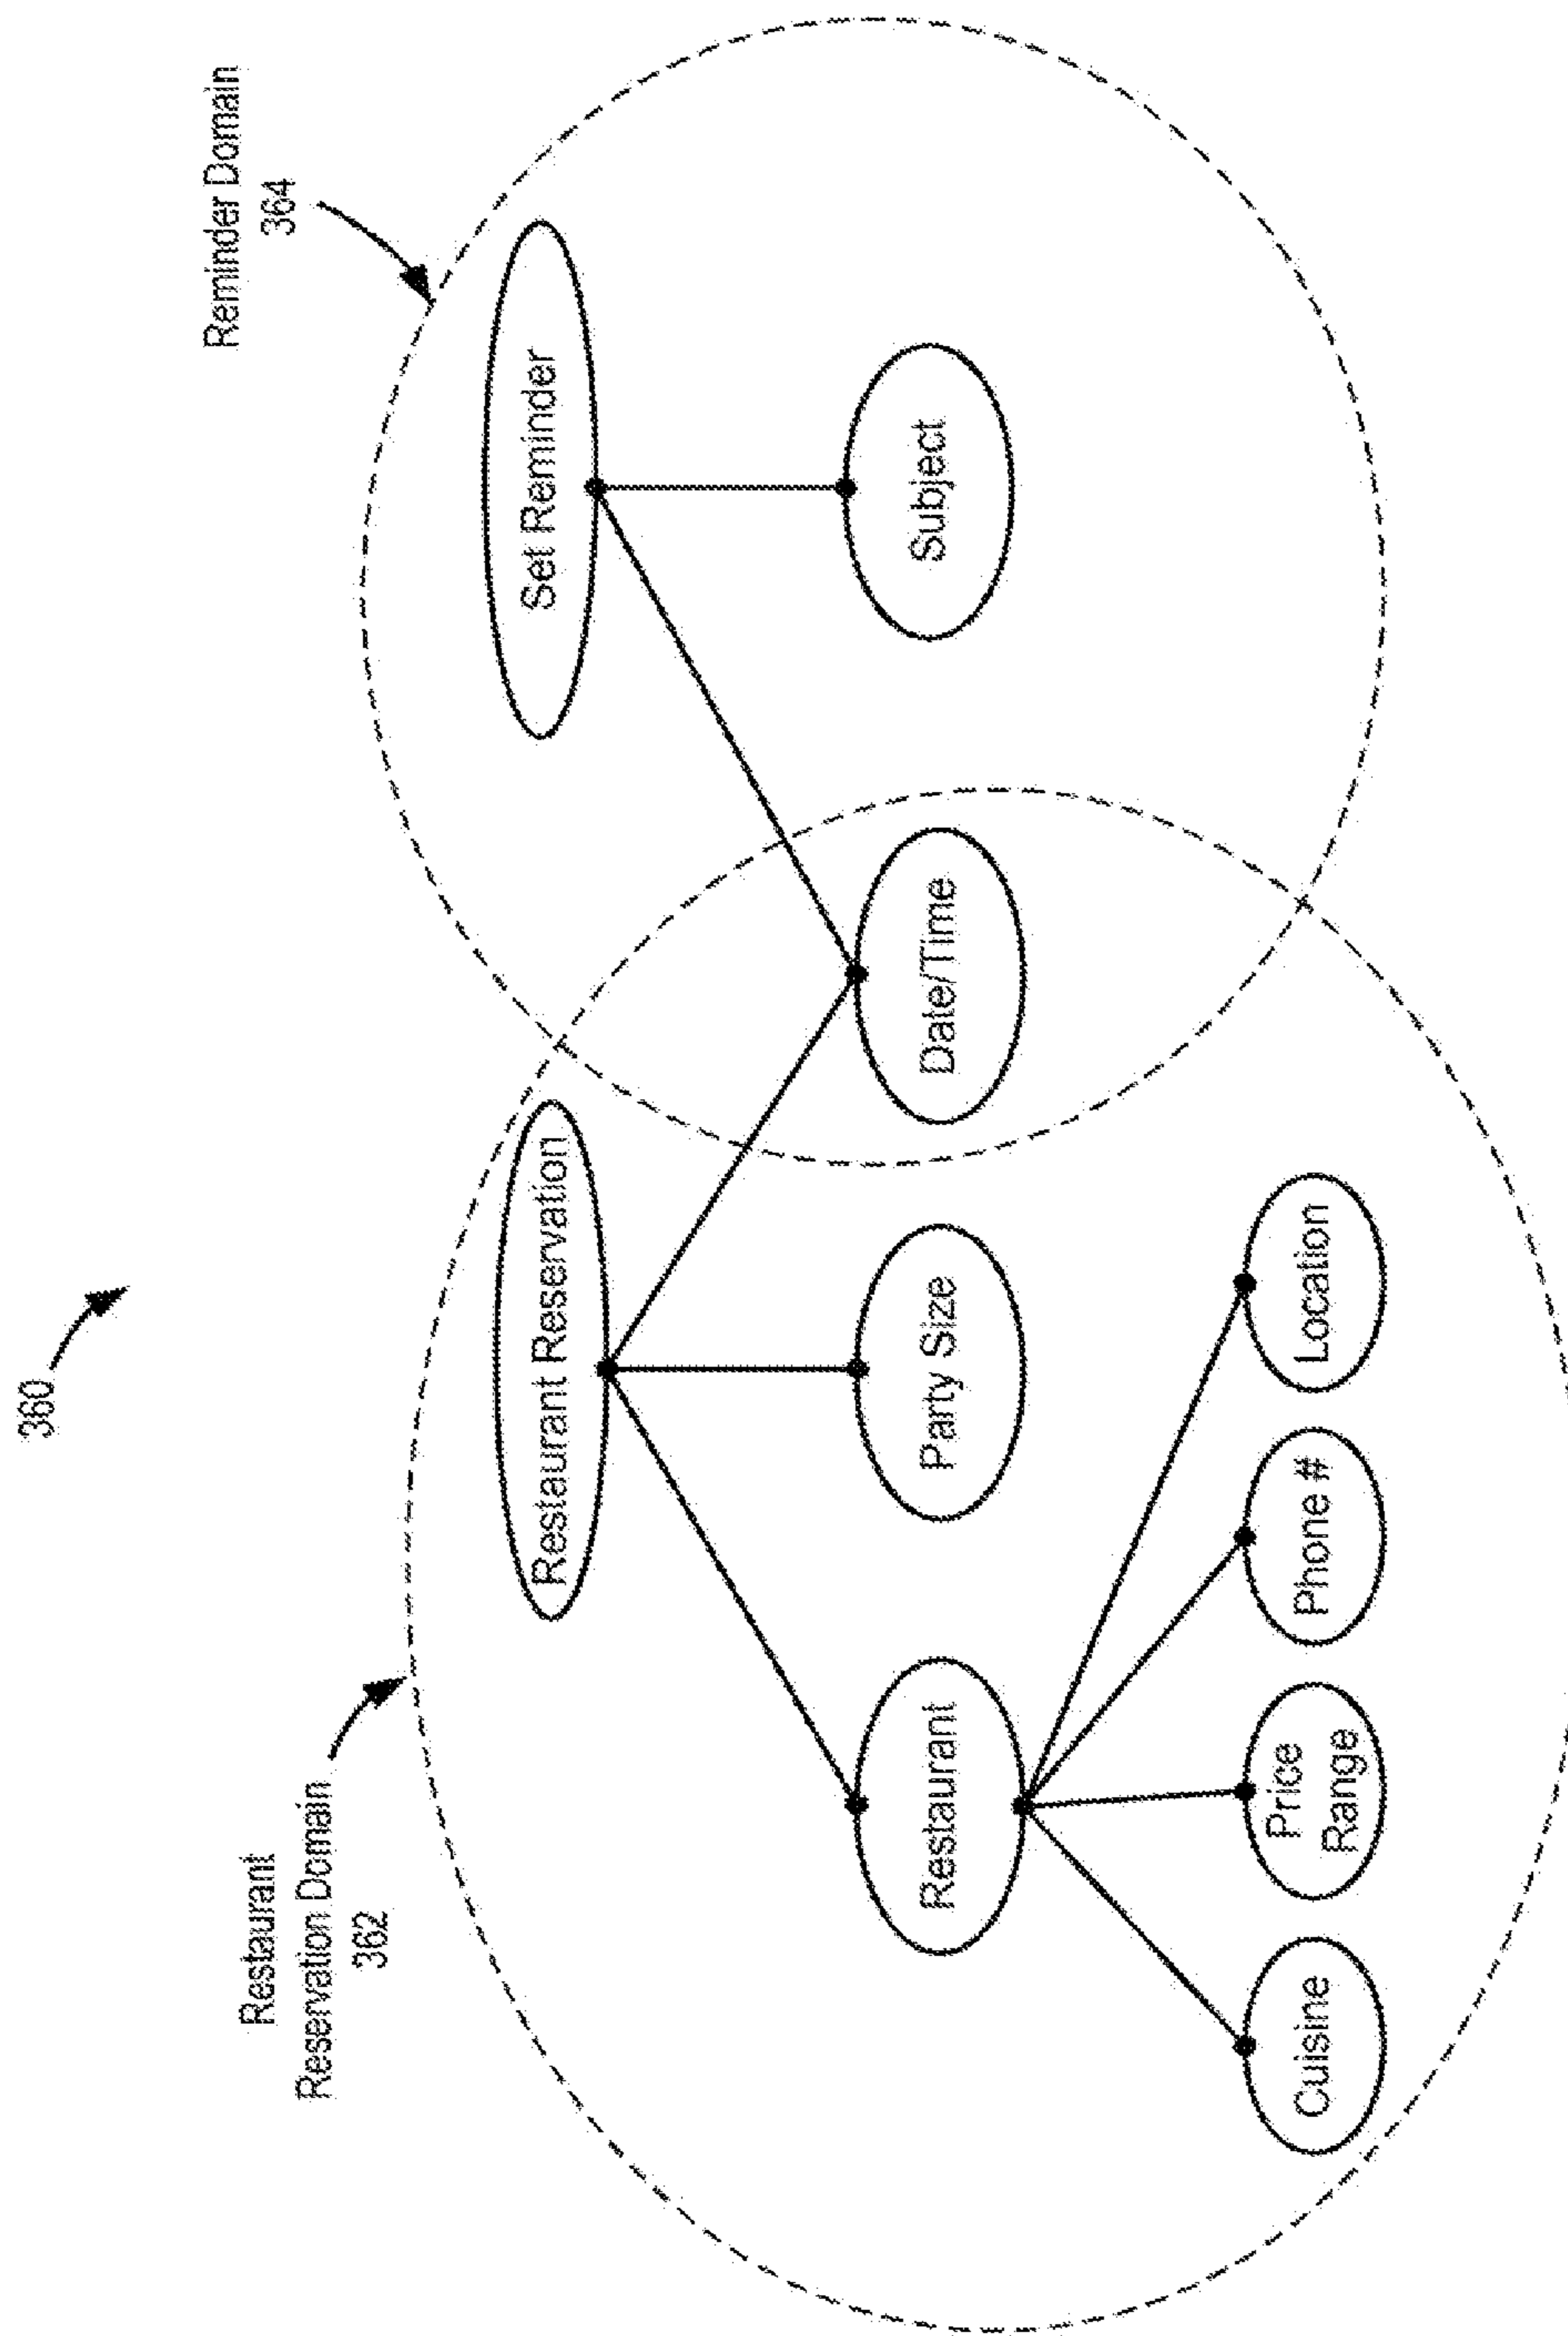 360
Restaurant
Reservation Domain
362
Reminder Domain
364
Restaurant Reservation
Set Reminder
Restaurant
Party Size
Date/Time
Subject
Cuisine
Price
Range
Phone #
Location